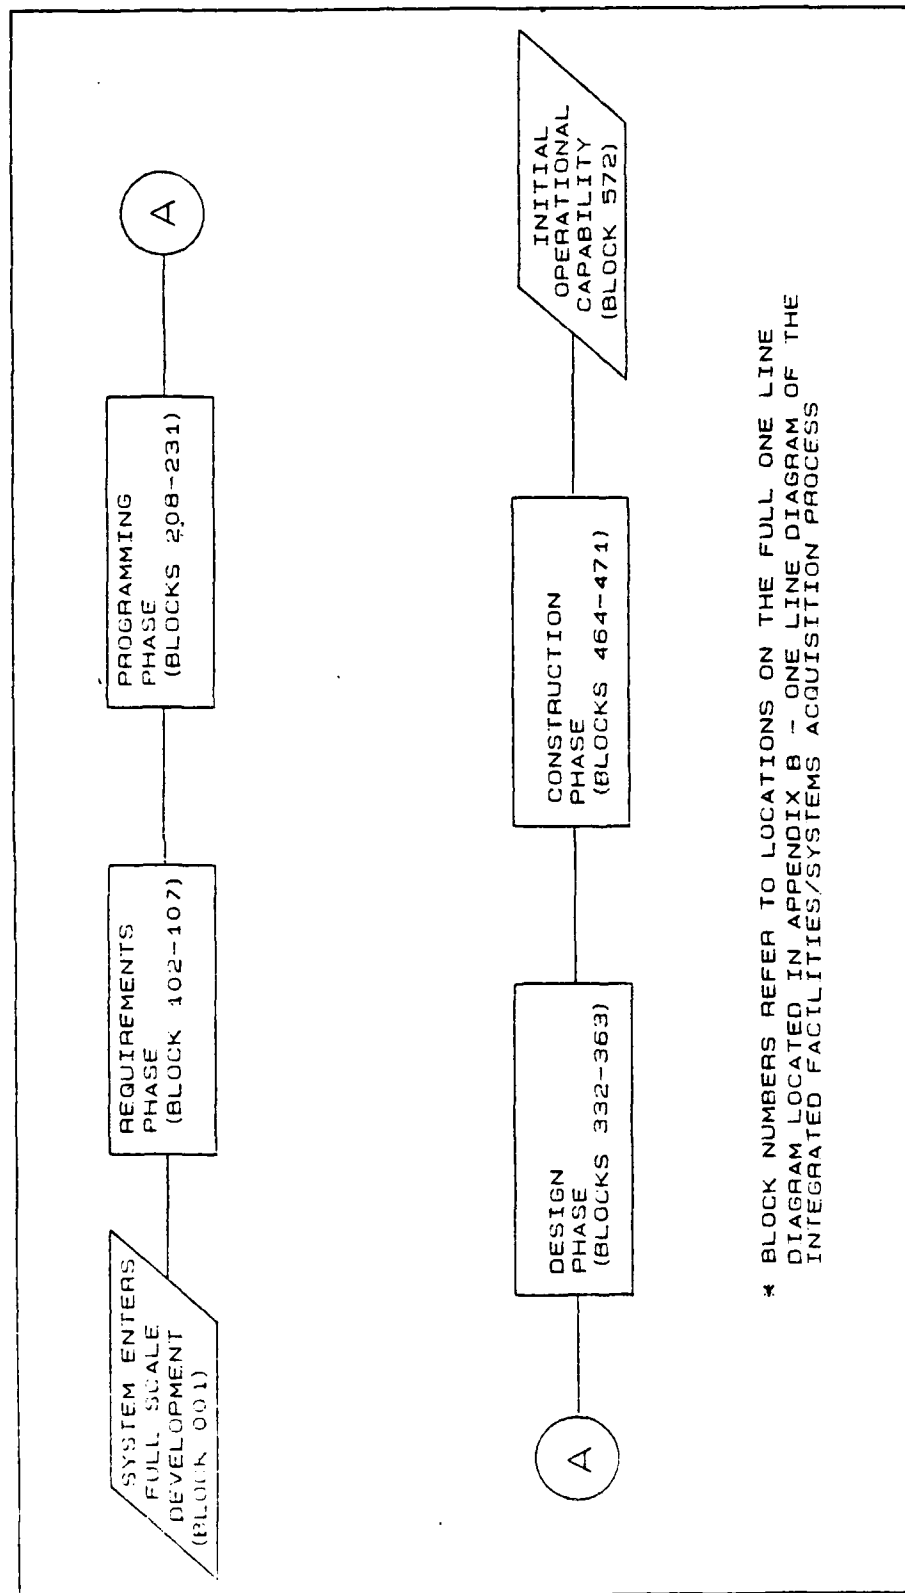 SYSTEM ENTERS
FULL SCALE
DEVELOPMENT
(BLOCK 001)
REQUIREMENTS
PHASE
(BLOCK 102-107)
PROGRAMMING
PHASE
(BLOCKS 208-231)
A
A
DESIGN
PHASE
(BLOCKS 332-363)
CONSTRUCTION
PHASE
(BLOCKS 464-471)
INITIAL
OPERATIONAL
CAPABILITY
(BLOCK 572)
* BLOCK NUMBERS REFER TO LOCATIONS ON THE FULL ONE LINE
DIAGRAM LOCATED IN APPENDIX B - ONE LINE DIAGRAM OF THE
INTEGRATED FACILITIES/SYSTEMS ACQUISITION PROCESS